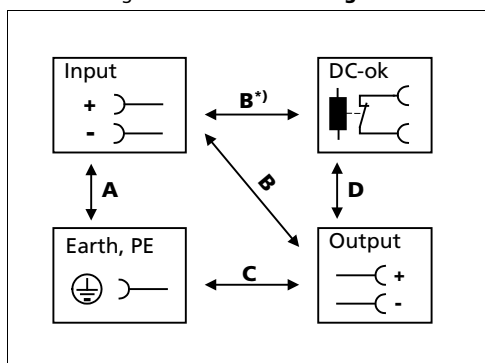 Input
+
-
B*)
DC-ok
A
B
D
Earth, PE
C
Output
+
-